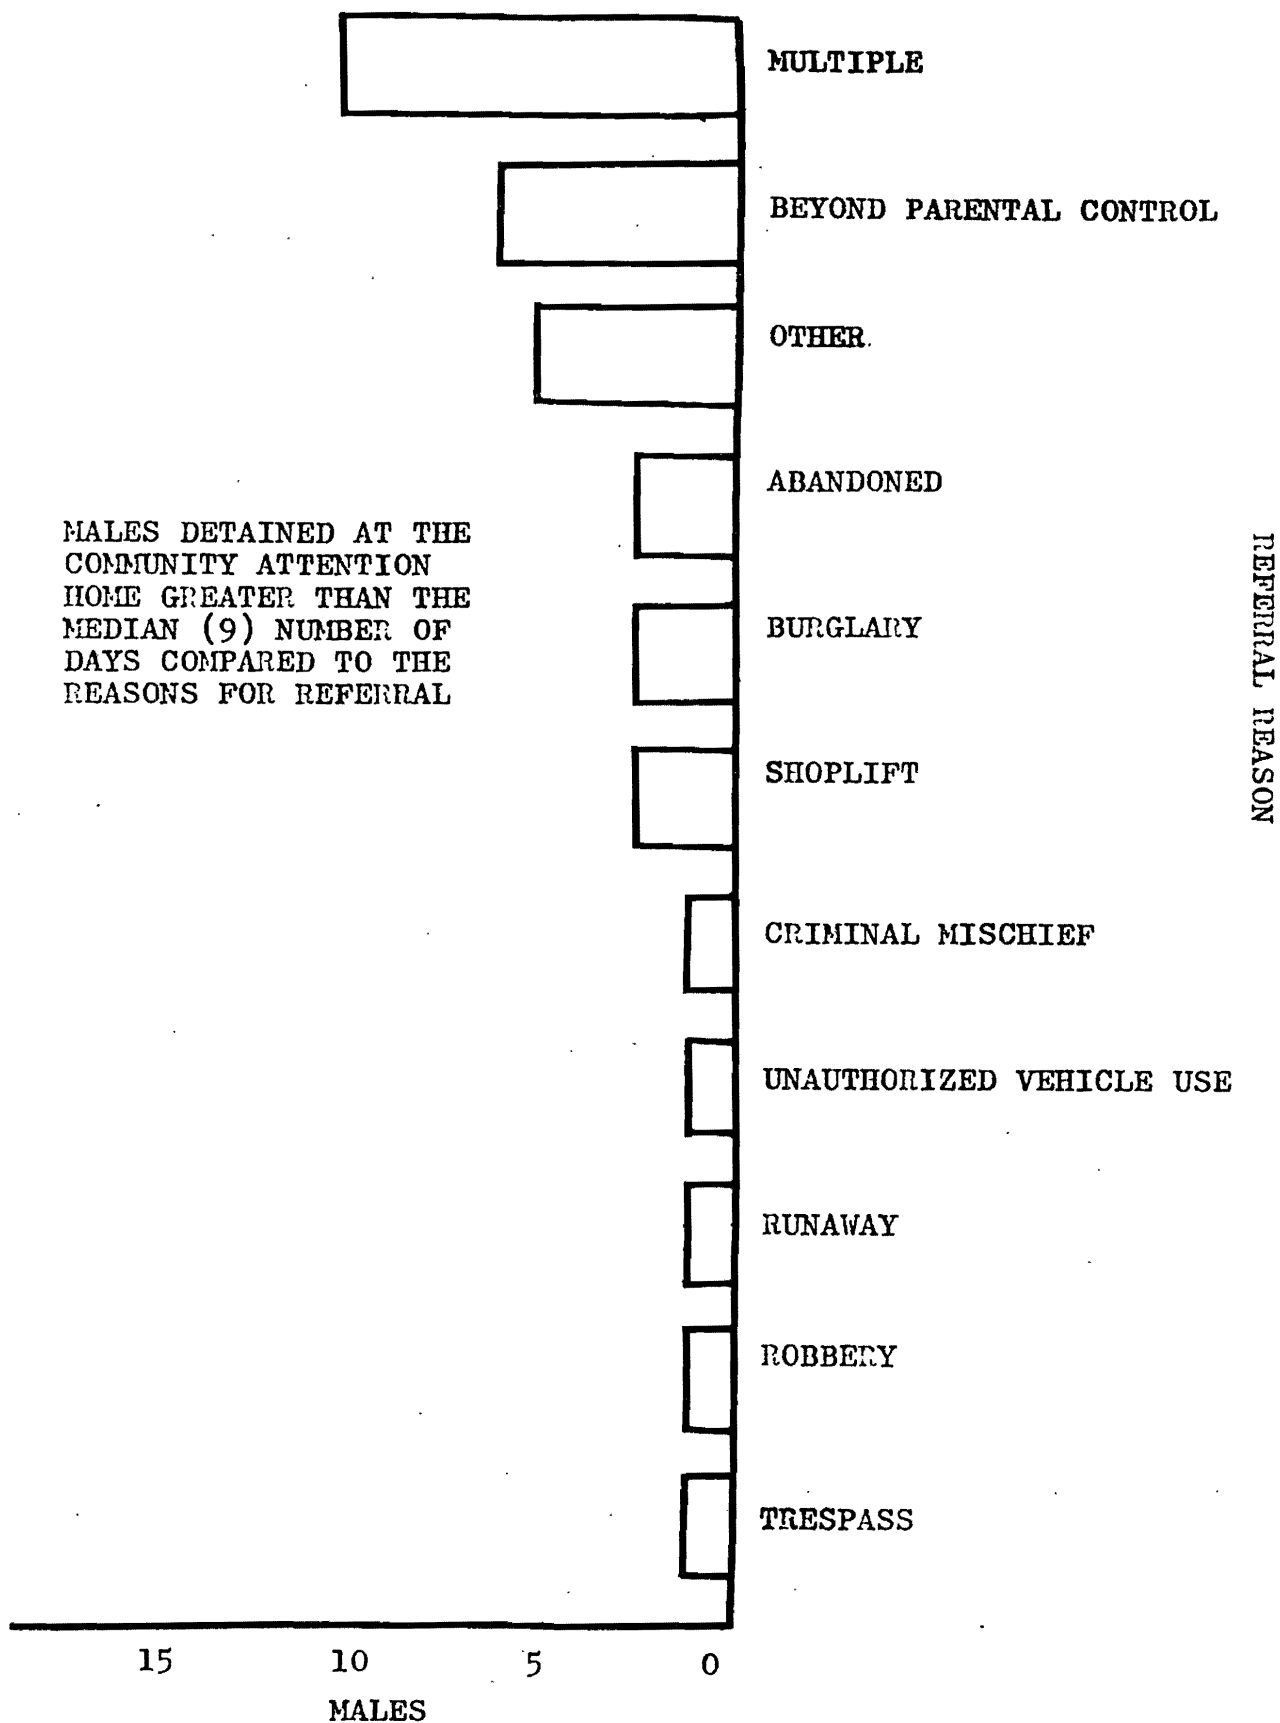 MULTIPLE
BEYOND PARENTAL CONTROL
OTHER
ABANDONED
MALES DETAINED AT THE
COMMUNITY ATTENTION
HOME GREATER THAN THE
MEDIAN (9) NUMBER OF
DAYS COMPARED TO THE
REASONS FOR REFERRAL
BURGLARY
SHOPLIFT
REFERRAL REASON
CRIMINAL MISCHIEF
UNAUTHORIZED VEHICLE USE
RUNAWAY
ROBBERY
TRESPASS
15 10 5 0
MALES